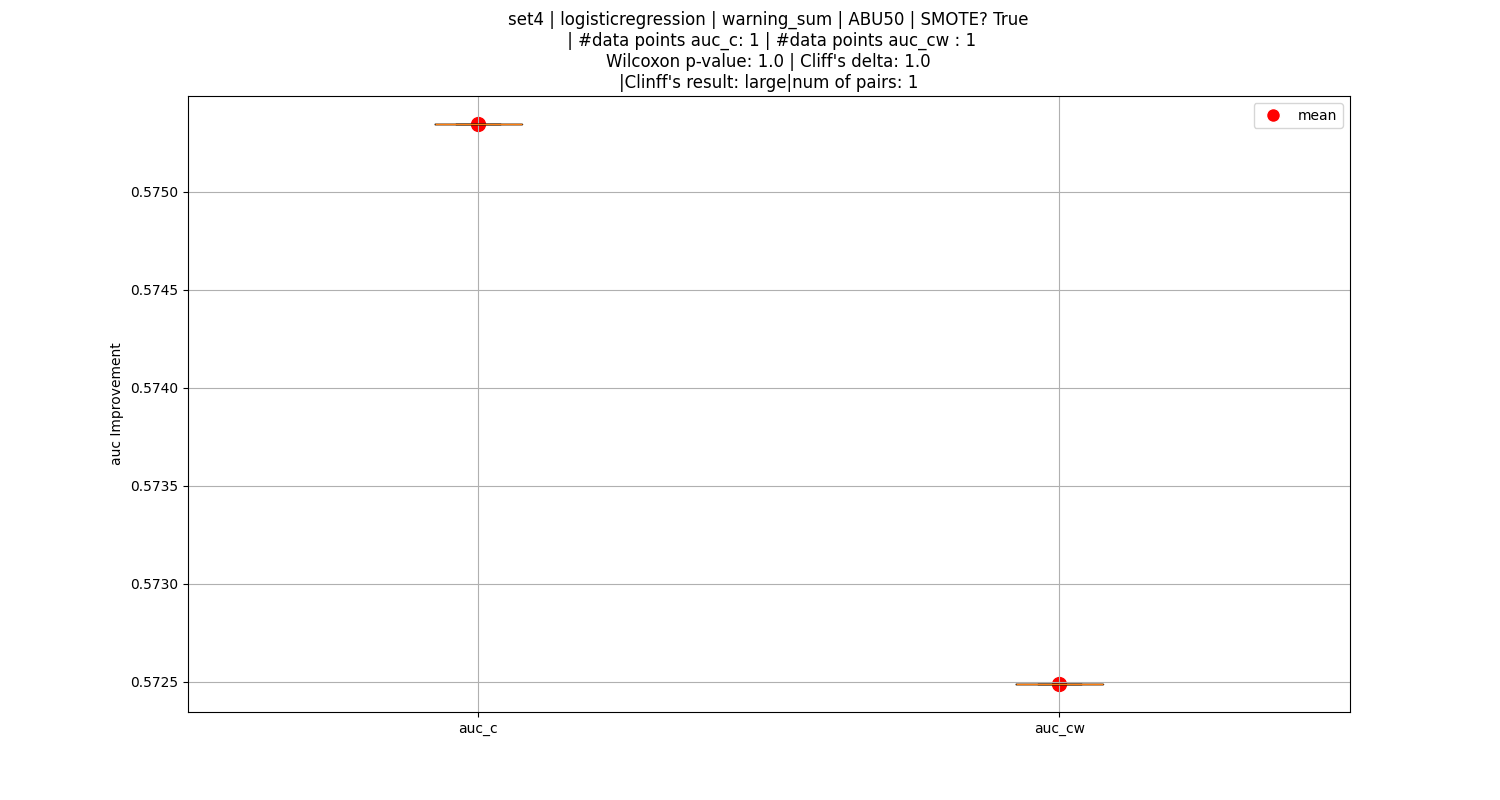 set4 | logisticregression | warning_sum | ABU50 | SMOTE? True
| #data points auc_c: 1 | #data points auc_cw : 1
Wilcoxon p-value: 1.0 | Cliff's delta: 1.0
|Clinff's result: large|num of pairs: 1
mean
auc Improvement
0.5750
0.5745
0.5740
0.5735
0.5730
0.5725
auc_c
auc_cw